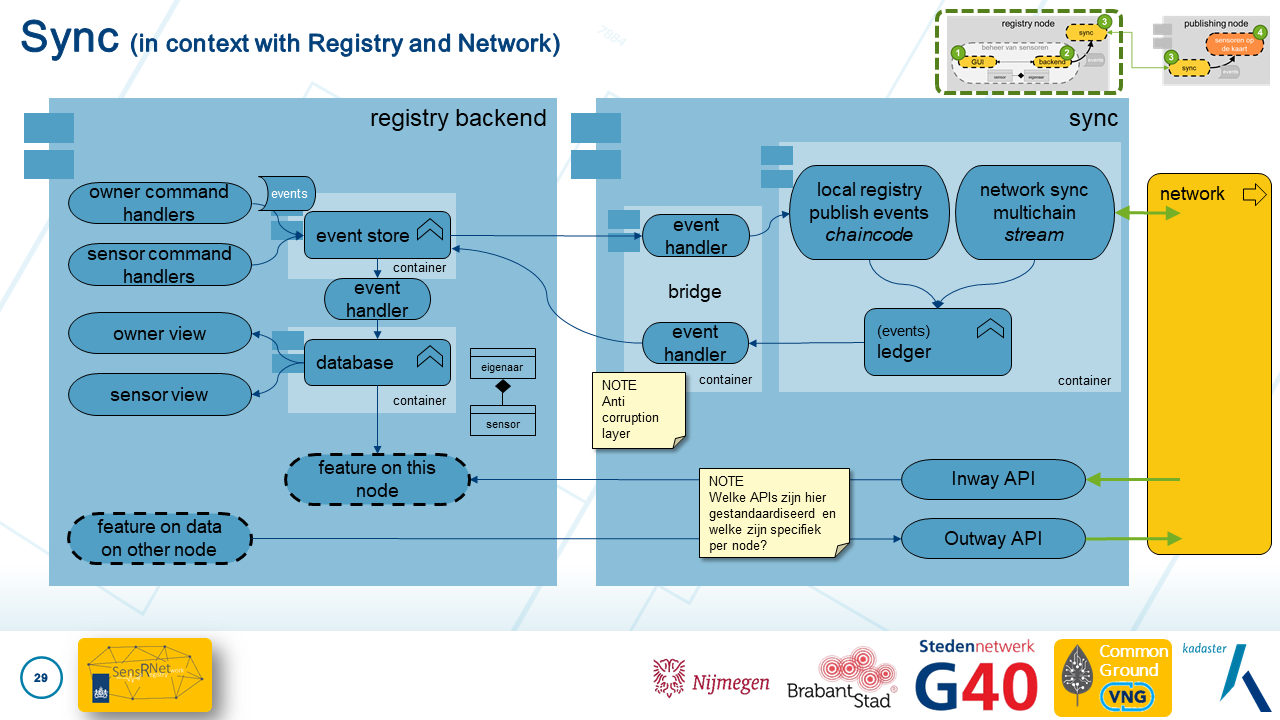 Sync (in context with Registry and Network)
7894
registry node
sync
3
beheer van sensoren
1
GUI
2
backend
events
sensor
eigenaar
publishing node
4
sensoren op
de kaart
3
sync
events
registry backend
owner command
handlers
events
sensor command
handlers
event store
container
event
handler
owner view
sensor view
database
container
eigenaar
sensor
feature on this
node
feature on data
on other node
sync
event
handler
bridge
event
handler
container
local registry
publish events
chaincode
network sync
multichain
stream
(events)
ledger
container
NOTE
Anti
corruption
layer
NOTE
Welke APIs zijn hier
gestandaardiseerd en
welke zijn specifiek
per node?
Inway API
Outway API
network
29
SensRNet
Nijmegen
BrabantStad
Stedennetwerk
G40
Common
Ground
VNG
kadaster